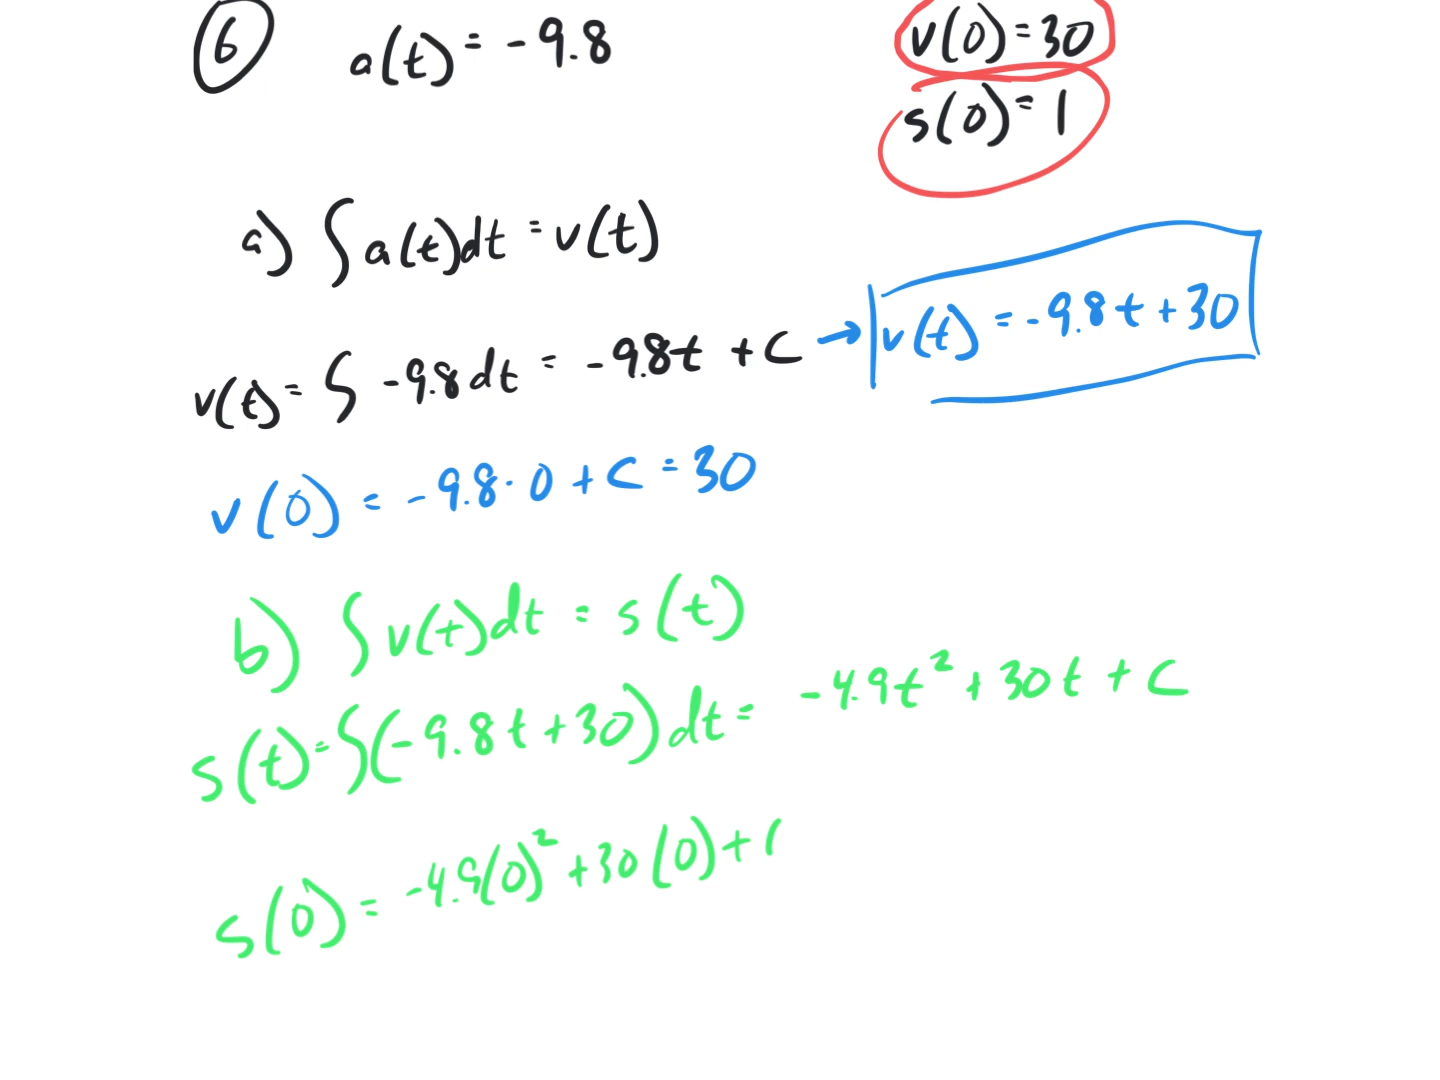 6 a(t) = -9.8 v(0) = 30
s(0) = 1
a) ∫ a(t)dt = v(t)
v(t) = ∫ -9.8 dt = -9.8t + C → v(t) = -9.8t + 30
v(0) = -9.8 · 0 + C = 30
b) ∫ v(t)dt = s(t)
s(t) = ∫(-9.8t + 30)dt = -4.9t² + 30t + C
s(0) = -4.9(0)² + 30(0) + (